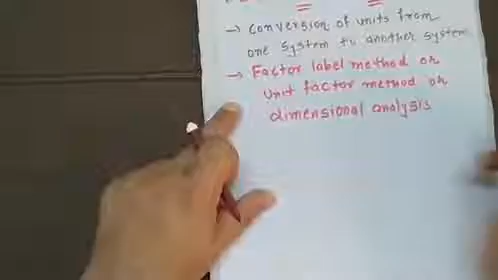 → Conversion of units from
one system to another system
→ Factor label method or
Unit factor method or
dimensional analysis